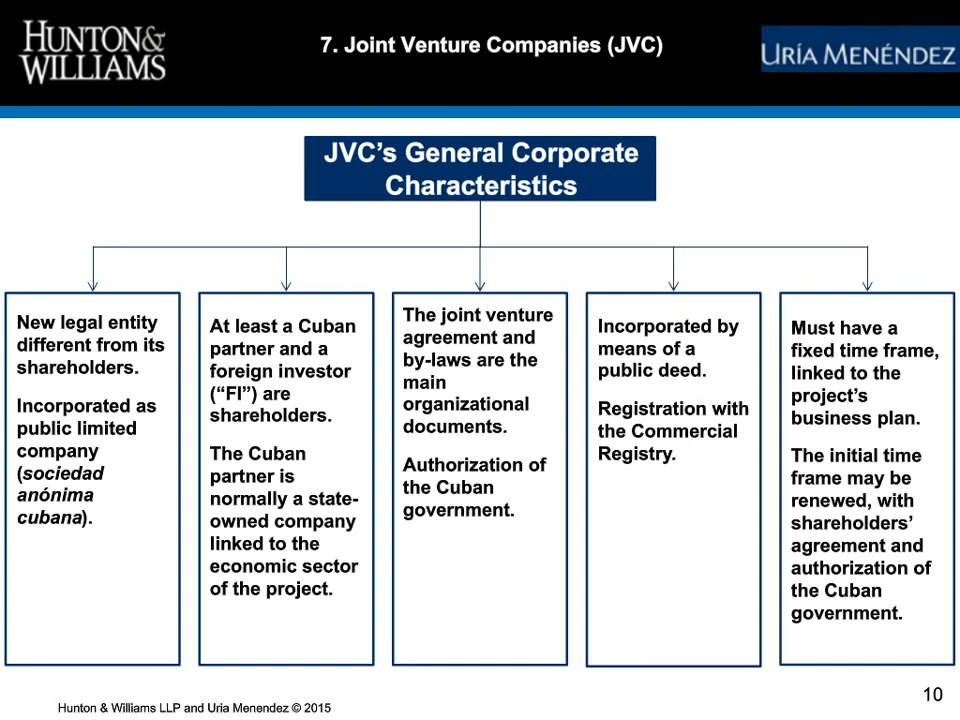 HUNTON&
WILLIAMS
7. Joint Venture Companies (JVC)
URÍA MENÉNDEZ
JVC’s General Corporate
Characteristics
New legal entity
different from its
shareholders.
Incorporated as
public limited
company
(sociedad
anónima
cubana).
At least a Cuban
partner and a
foreign investor
(“FI”) are
shareholders.
The Cuban
partner is
normally a state-
owned company
linked to the
economic sector
of the project.
The joint venture
agreement and
by-laws are the
main
organizational
documents.
Authorization of
the Cuban
government.
Incorporated by
means of a
public deed.
Registration with
the Commercial
Registry.
Must have a
fixed time frame,
linked to the
project’s
business plan.
The initial time
frame may be
renewed, with
shareholders’
agreement and
authorization of
the Cuban
government.
Hunton & Williams LLP and Uria Menendez © 2015
10